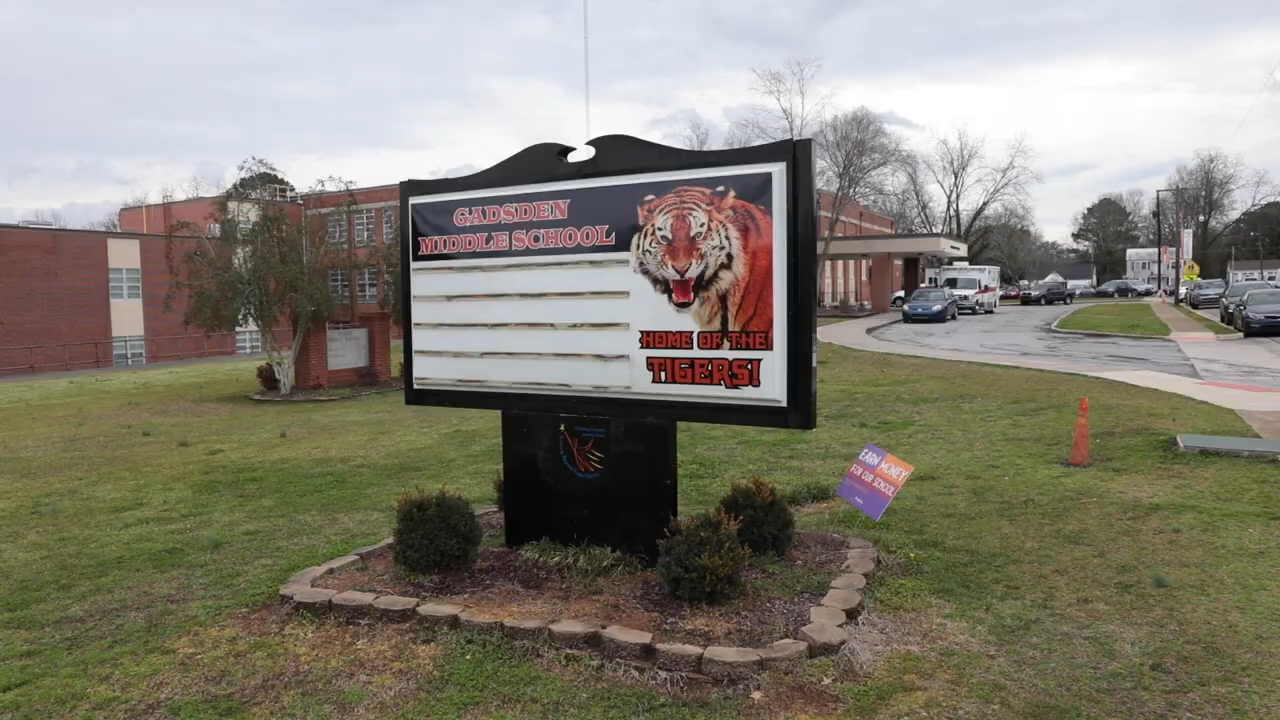 GADSDEN
MIDDLE SCHOOL
HOME OF THE
TIGERS!
EARN MONEY
FOR OUR SCHOOL